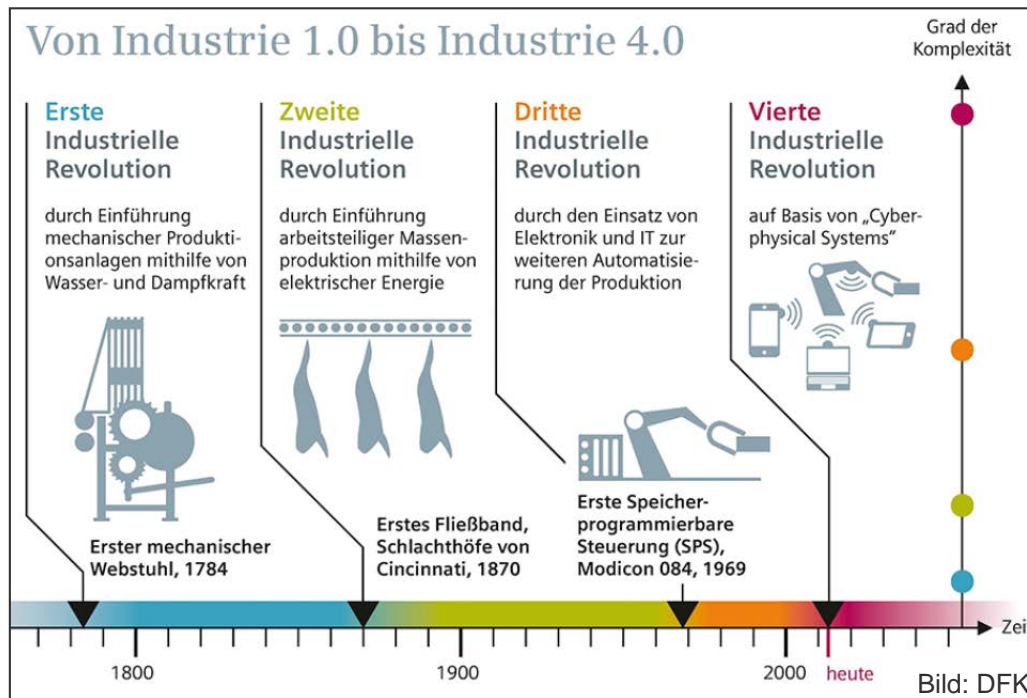 Von Industrie 1.0 bis Industrie 4.0
Grad der
Komplexität
Erste
Industrielle
Revolution
durch Einführung
mechanischer Produkti-
onsanlagen mithilfe von
Wasser- und Dampfkraft
Erster mechanischer
Webstuhl, 1784
Zweite
Industrielle
Revolution
durch Einführung
arbeitsteiliger Massen-
produktion mithilfe von
elektrischer Energie
Erstes Fließband,
Schlachthöfe von
Cincinnati, 1870
Dritte
Industrielle
Revolution
durch den Einsatz von
Elektronik und IT zur
weiteren Automatisie-
rung der Produktion
Erste Speicher-
programmierbare
Steuerung (SPS),
Modicon 084, 1969
Vierte
Industrielle
Revolution
auf Basis von „Cyber-
physical Systems“
Zei
1800
1900
2000
heute
Bild: DFK